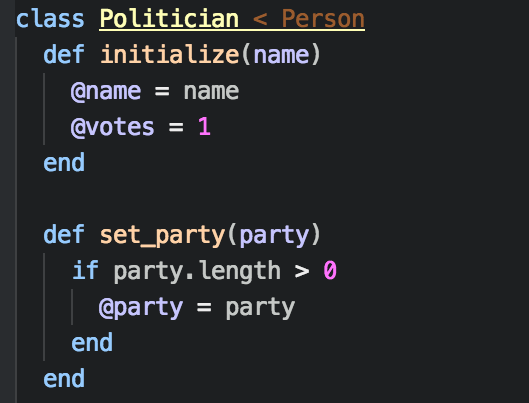 class Politician < Person
  def initialize(name)
    @name = name
    @votes = 1
  end

  def set_party(party)
    if party.length > 0
      @party = party
    end
  end